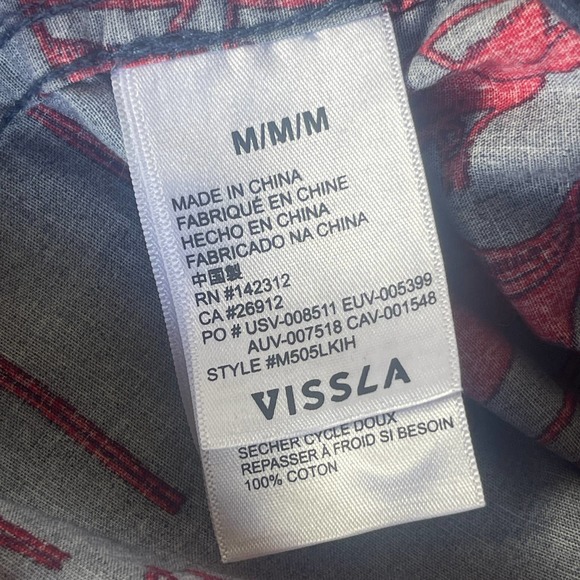 M/M/M
MADE IN CHINA
FABRIQUÉ EN CHINE
HECHO EN CHINA
FABRICADO NA CHINA
中国製
RN #142312
CA #26912
PO # USV-008511 EUV-005399
AUV-007518 CAV-001548
STYLE #M505LKIH
VISSLA
SECHER CYCLE DOUX
REPASSER À FROID SI BESOIN
100% COTON